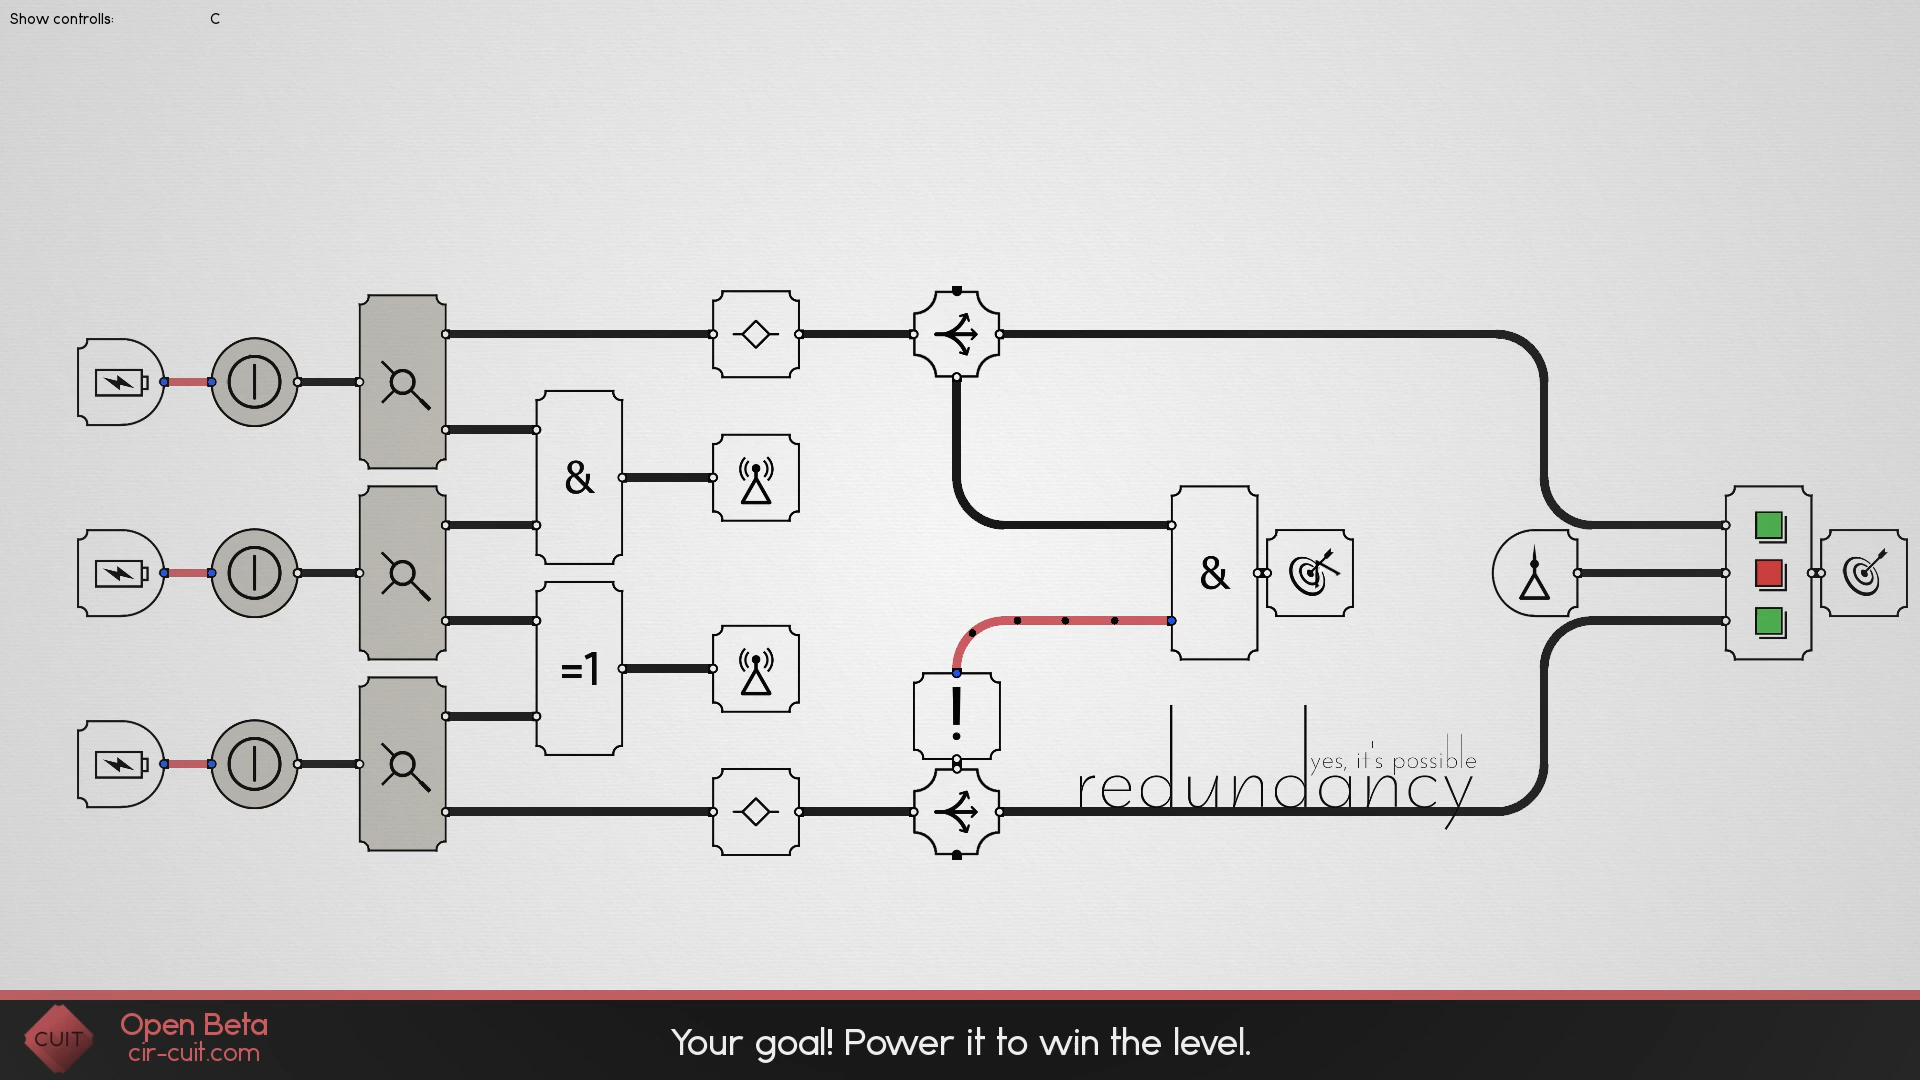 Show controlls: C
&
=1
&
!
yes, it's possible
redundancy
CUIT
Open Beta
cir-cuit.com
Your goal! Power it to win the level.